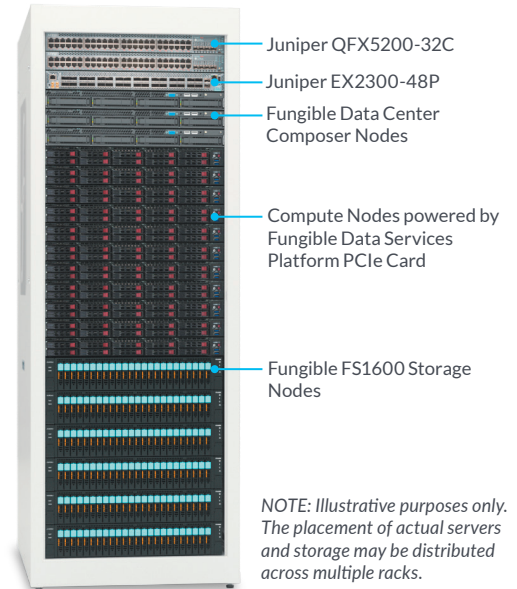 Juniper QFX5200-32C
Juniper EX2300-48P
Fungible Data Center
Composer Nodes
Compute Nodes powered by
Fungible Data Services
Platform PCIe Card
Fungible FS1600 Storage
Nodes
NOTE: Illustrative purposes only.
The placement of actual servers
and storage may be distributed
across multiple racks.